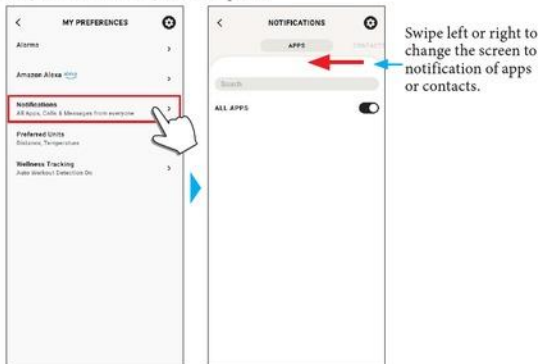 MY PREFERENCES
Alarms
Amazon Alexa
Notifications
All Apps, Calls & Messages from everyone
Preferred Units
Distance, Temperature
Wellness Tracking
Auto Workout Detection On
NOTIFICATIONS
APPS
CONTACTS
Search
ALL APPS
Swipe left or right to
change the screen to
notification of apps
or contacts.